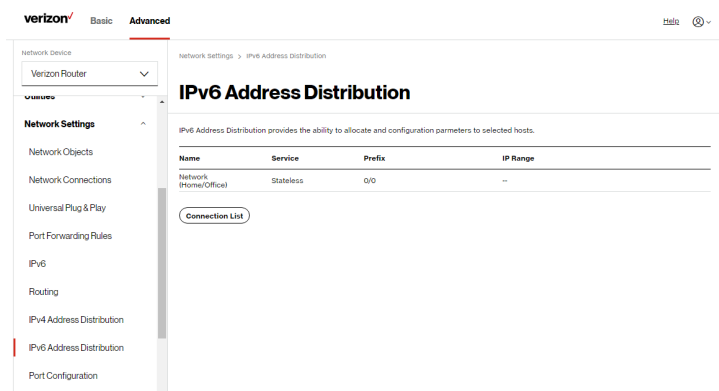 verizon Basic Advanced Help
Network Device
Verizon Router
Utilities
Network Settings
Network Objects
Network Connections
Universal Plug & Play
Port Forwarding Rules
IPv6
Routing
IPv4 Address Distribution
IPv6 Address Distribution
Port Configuration
Network Settings > IPv6 Address Distribution
IPv6 Address Distribution
IPv6 Address Distribution provides the ability to allocate and configuration parmeters to selected hosts.
Name Service Prefix IP Range
Network
(Home/Office) Stateless 0/0 --
Connection List